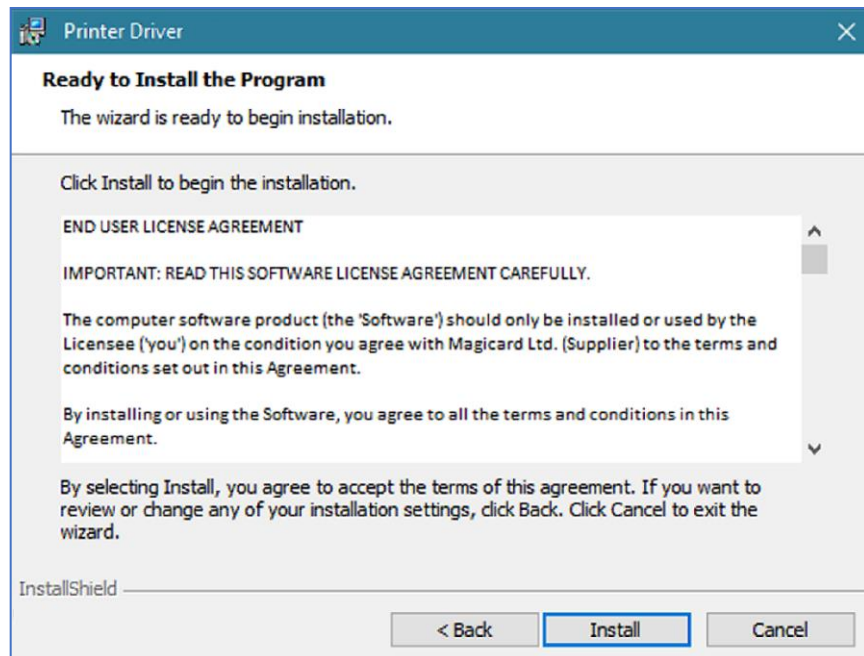 Printer Driver
Ready to Install the Program
The wizard is ready to begin installation.
Click Install to begin the installation.
END USER LICENSE AGREEMENT
IMPORTANT: READ THIS SOFTWARE LICENSE AGREEMENT CAREFULLY.
The computer software product (the 'Software') should only be installed or used by the
Licensee ('you') on the condition you agree with Magicard Ltd. (Supplier) to the terms and
conditions set out in this Agreement.
By installing or using the Software, you agree to all the terms and conditions in this
Agreement.
By selecting Install, you agree to accept the terms of this agreement. If you want to
review or change any of your installation settings, click Back. Click Cancel to exit the
wizard.
InstallShield
< Back Install Cancel